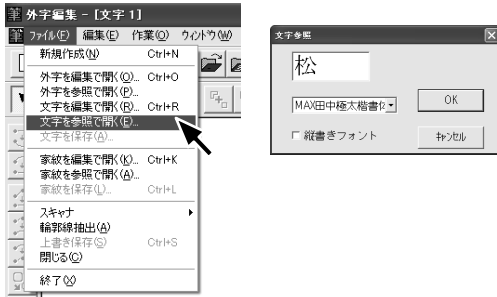 外字編集 - [文字 1]
ファイル(F) 編集(E) 作業(O) ウィンドウ(W)
新規作成(N) Ctrl+N
外字を編集で開く(O)... Ctrl+O
外字を参照で開く(P)...
文字を編集で開く(R)... Ctrl+R
文字を参照で開く(E)...
文字を保存(A)...
家紋を編集で開く(K)... Ctrl+K
家紋を参照で開く(A)...
家紋を保存(L)... Ctrl+L
スキャナ
輪郭線抽出(A)
上書き保存(S) Ctrl+S
閉じる(C)
終了(X)
文字参照
松
MAX田中極太楷書(
OK
縦書きフォント
キャンセル